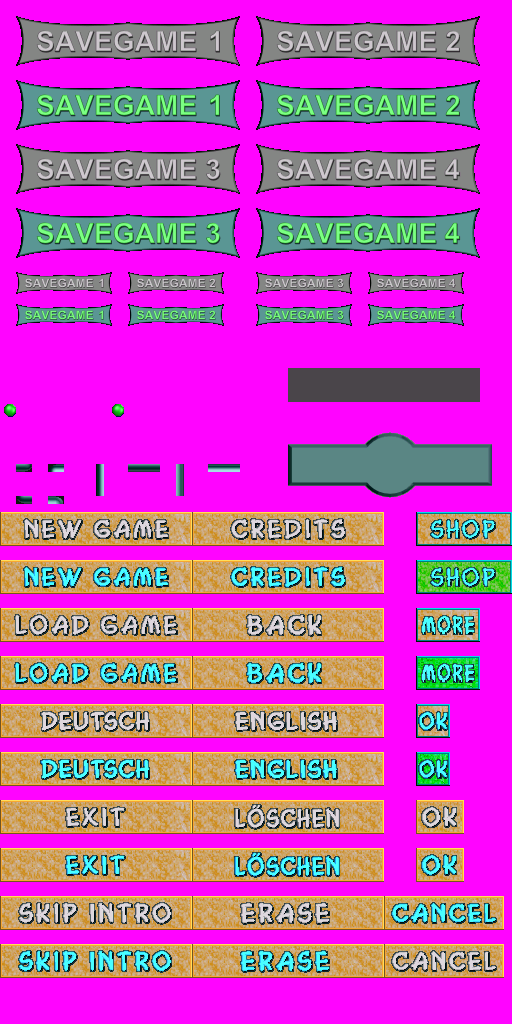 SAVEGAME 1 SAVEGAME 2
SAVEGAME 1 SAVEGAME 2
SAVEGAME 3 SAVEGAME 4
SAVEGAME 3 SAVEGAME 4
SAVEGAME 1 SAVEGAME 2 SAVEGAME 3 SAVEGAME 4
SAVEGAME 1 SAVEGAME 2 SAVEGAME 3 SAVEGAME 4
NEW GAME CREDITS SHOP
NEW GAME CREDITS SHOP
LOAD GAME BACK MORE
LOAD GAME BACK MORE
DEUTSCH ENGLISH OK
DEUTSCH ENGLISH OK
EXIT LÖSCHEN OK
EXIT LÖSCHEN OK
SKIP INTRO ERASE CANCEL
SKIP INTRO ERASE CANCEL